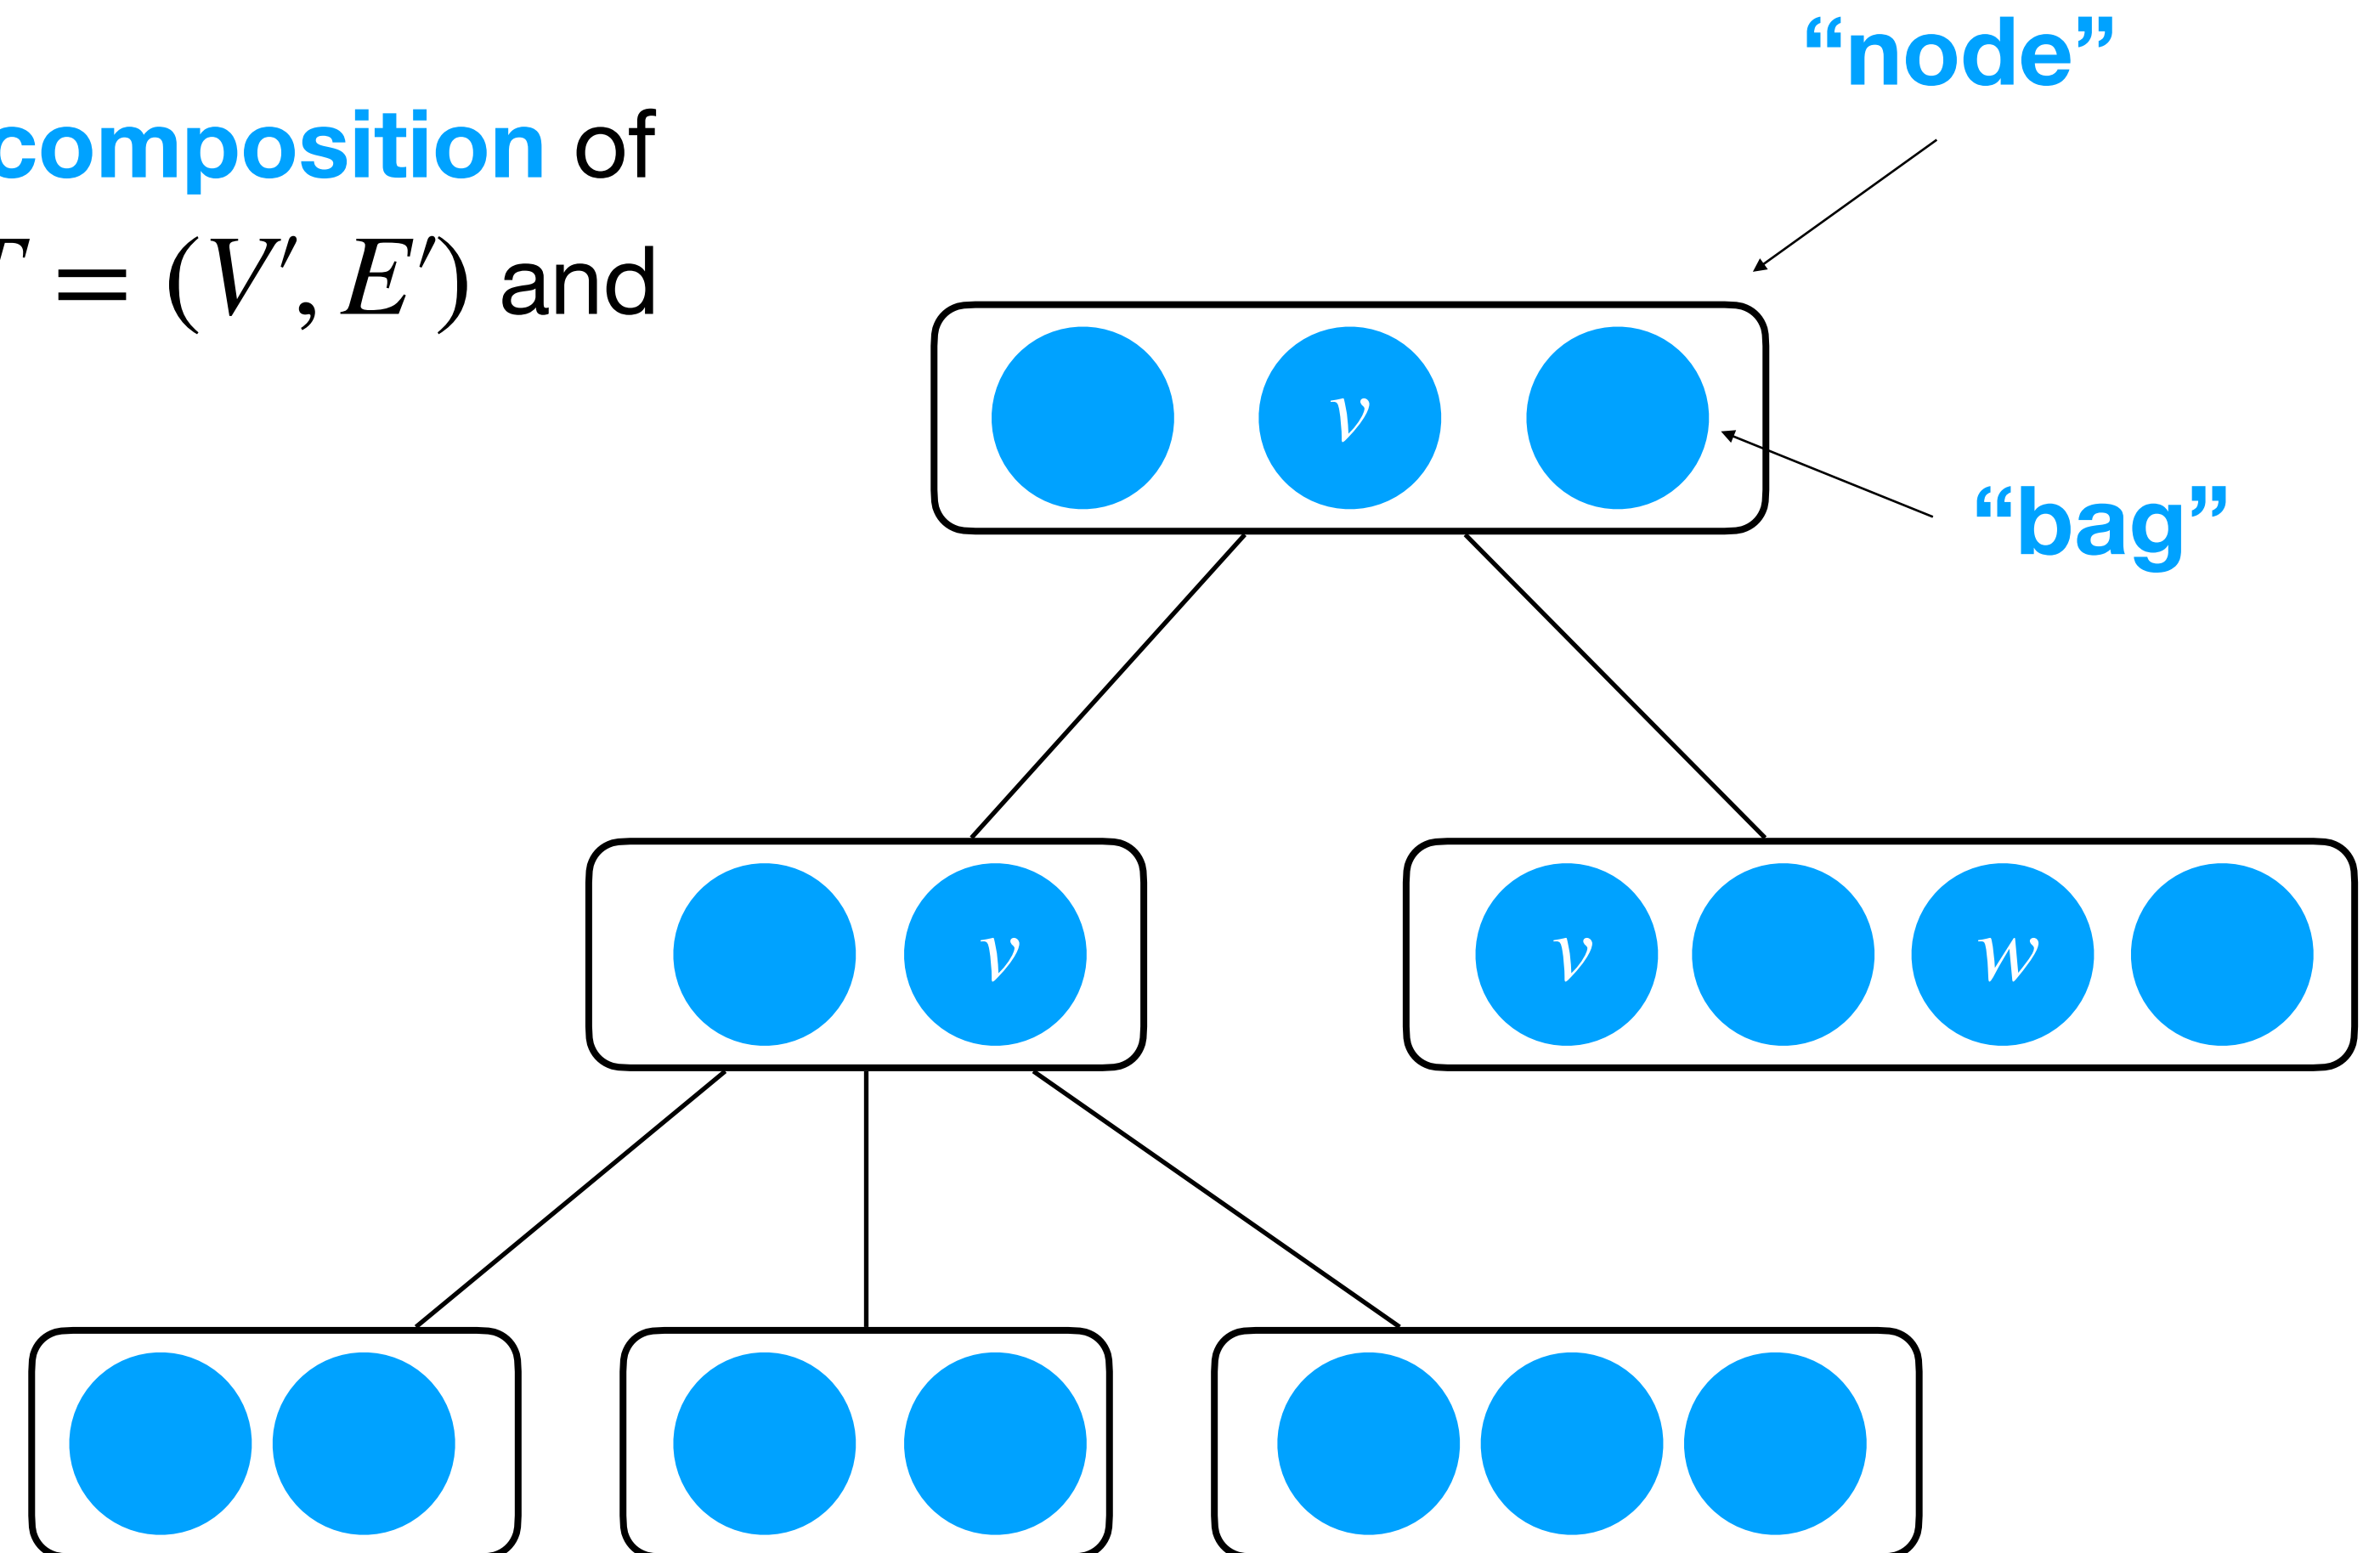 “node”
composition of
= (V′, E′) and
v
“bag”
v
v
w